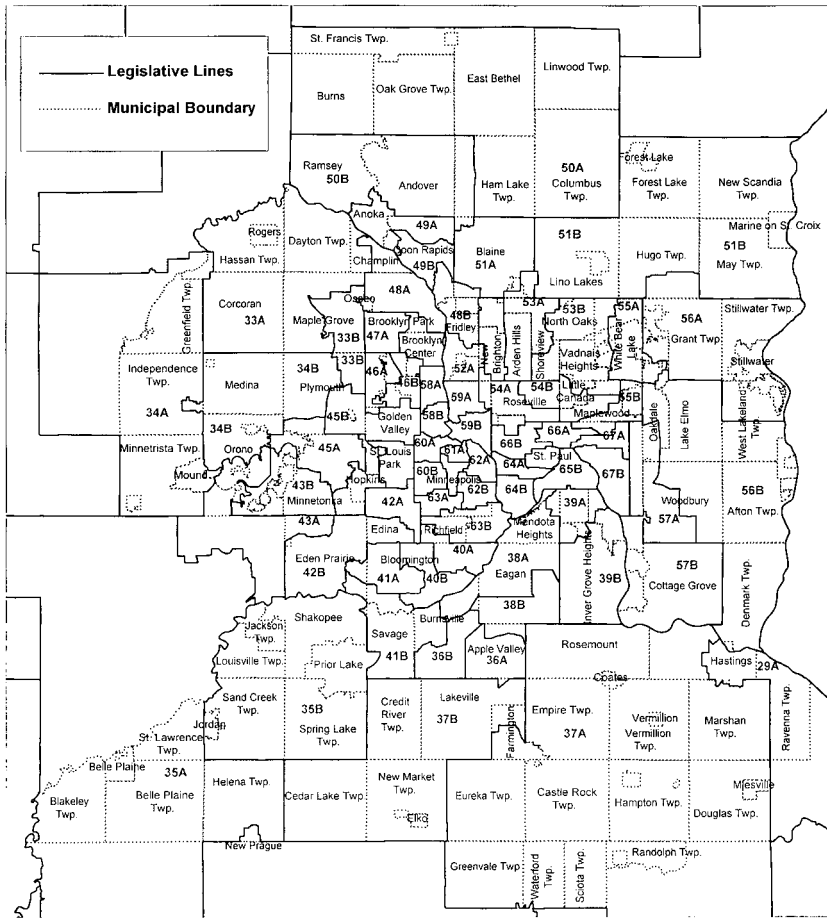 St. Francis Twp.
Legislative Lines
Municipal Boundary
Burns
Oak Grove Twp.
East Bethel
Linwood Twp.
Ramsey
50B
Andover
Ham Lake
Twp.
50A
Columbus
Twp.
Forest Lake
Forest Lake
Twp.
New Scandia
Twp.
Anoka
49A
Rogers
Hassan Twp.
Dayton Twp.
Champlin
Coon Rapids
49B
Blaine
51A
51B
Lino Lakes
Hugo Twp.
Marine on St. Croix
51B
May Twp.
Greenfield Twp.
Corcoran
33A
Osseo
48A
Maple Grove
33B
Brooklyn Park
47A
Brooklyn
Center
48B
Fridley
New
Brighton
Arden Hills
53A
Shoreview
53B
North Oaks
Vadnais
Heights
55A
White Bear
Lake
56A
Grant Twp.
Stillwater Twp.
Stillwater
Independence
Twp.
34A
Medina
34B
Plymouth
33B
46A
46B
58A
52A
59A
54A
Roseville
54B
Little
Canada
Maplewood
55B
Oakdale
Lake Elmo
West Lakeland
Twp.
34B
45B
Golden
Valley
58B
59B
66B
66A
67A
Minnetrista Twp.
Orono
45A
Mound
43B
Minnetonka
Hopkins
St. Louis
Park
60A
60B
61A
62A
Minneapolis
63A
62B
64A
St. Paul
65B
64B
67B
Woodbury
57A
56B
Afton Twp.
43A
42A
Edina
Richfield
63B
Mendota
Heights
39A
Eden Prairie
42B
Bloomington
41A
40A
40B
38A
Eagan
38B
Inver Grove Heights
39B
57B
Cottage Grove
Denmark Twp.
Shakopee
Jackson
Twp.
Louisville Twp.
Prior Lake
Savage
41B
Burnsville
36B
Apple Valley
36A
Rosemount
Coates
Hastings
29A
Sand Creek
Twp.
35B
Spring Lake
Twp.
Credit
River
Twp.
Lakeville
37B
Farmington
Empire Twp.
37A
Vermillion
Vermillion
Twp.
Marshan
Twp.
Ravenna Twp.
Jordan
St. Lawrence
Twp.
Belle Plaine
35A
Belle Plaine
Twp.
Blakeley
Twp.
Helena Twp.
Cedar Lake Twp.
New Market
Twp.
Elko
Eureka Twp.
Castle Rock
Twp.
Hampton Twp.
Miesville
Douglas Twp.
New Prague
Greenvale Twp.
Waterford
Twp.
Sciota Twp.
Randolph Twp.